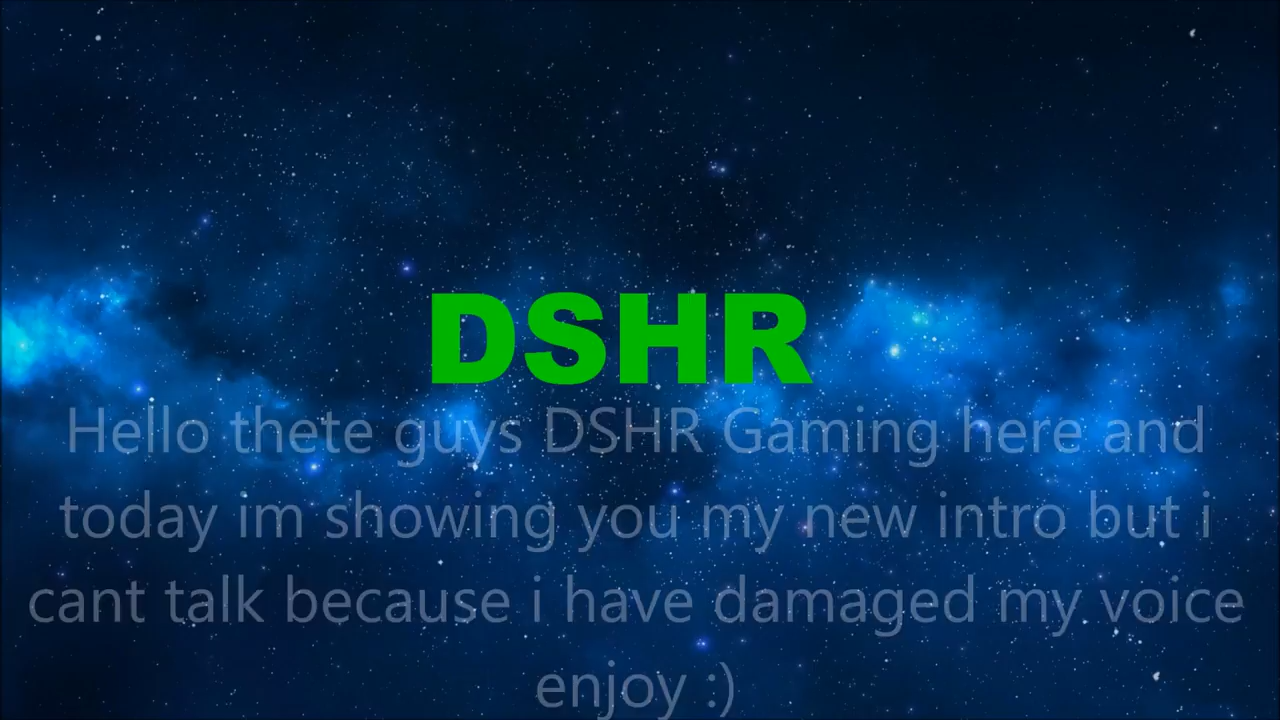 DSHR
Hello thete guys DSHR Gaming here and
today im showing you my new intro but i
cant talk because i have damaged my voice
enjoy :)